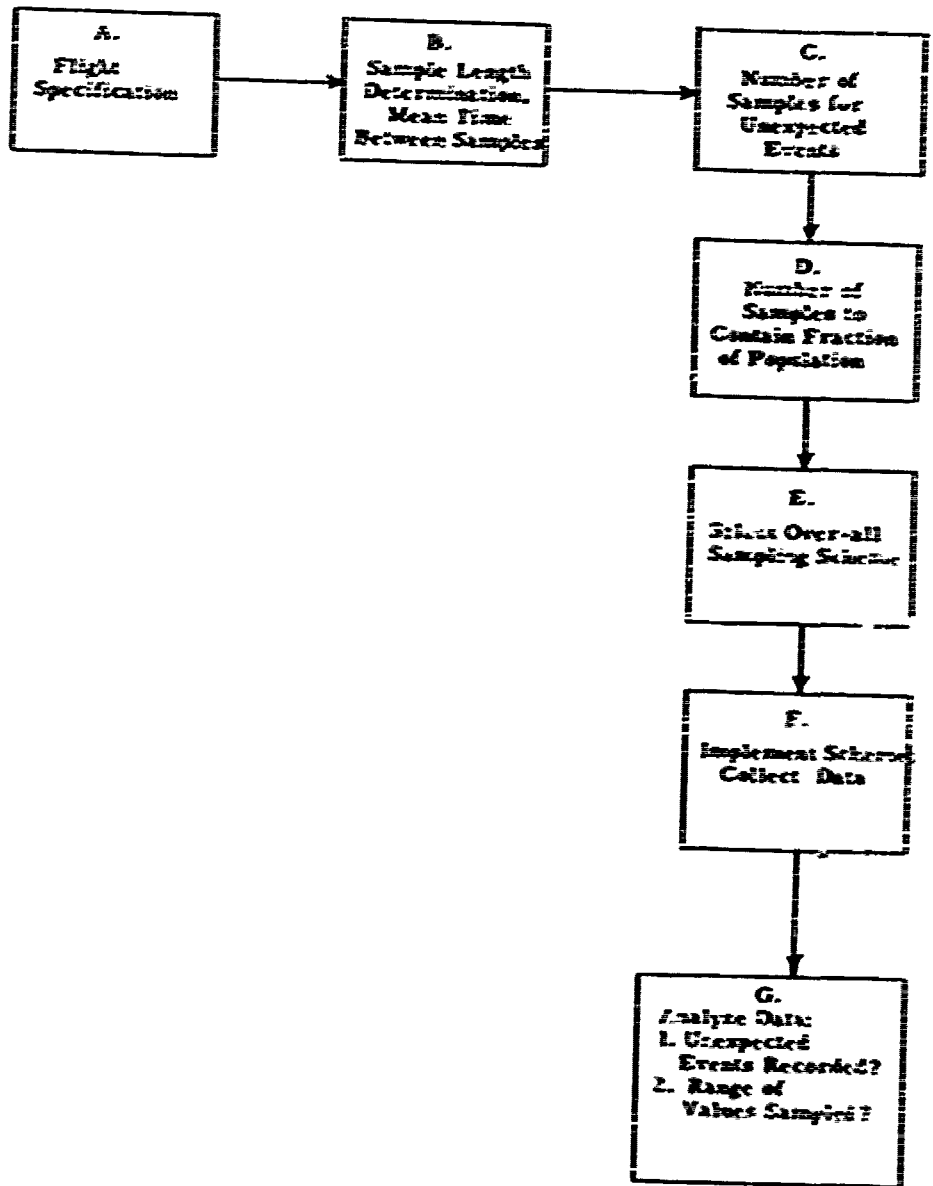 A.
Flight
Specification
B.
Sample Length
Determination,
Mean Time
Between Samples
C.
Number of
Samples for
Unexpected
Events
D.
Number of
Samples to
Contain Fraction
of Population
E.
Select Over-all
Sampling Scheme
F.
Implement Scheme,
Collect Data
G.
Analyze Data:
1. Unexpected
Events Recorded?
2. Range of
Values Sampled?